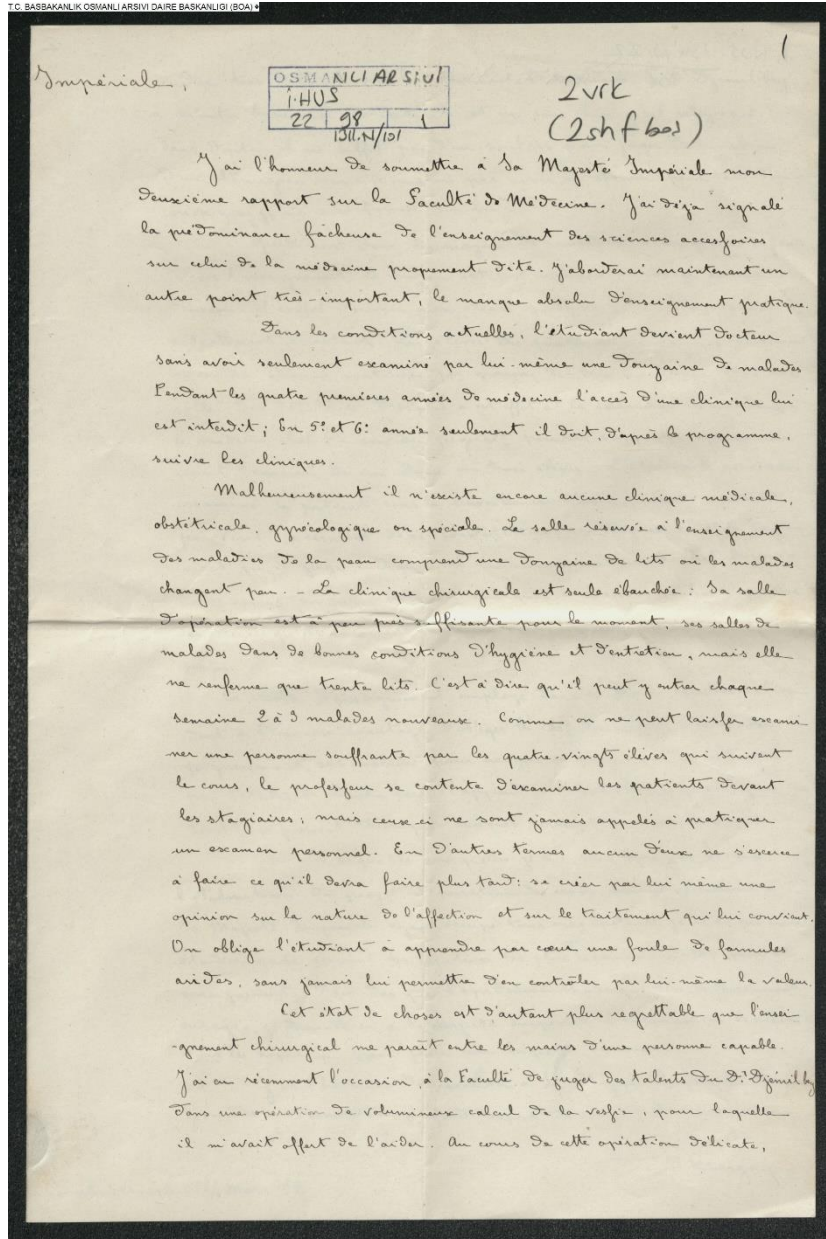 T.C. BASBAKANLIK OSMANLI ARSIVI DAIRE BASKANLIGI (BOA)
1
Impériale,
OSMANLI ARSİVİ
İ.HUS
22 98 1
1311.N/101
2 vrk
(2 shf boş)
J'ai l'honneur de soumettre à Sa Majesté Impériale mon
deuxième rapport sur la Faculté de Médecine. J'ai déja signalé
la prédominance fâcheuse de l'enseignement des sciences accessoires
sur celui de la médecine proprement dite. J'aborderai maintenant un
autre point très-important, le manque absolu d'enseignement pratique.
Dans les conditions actuelles, l'étudiant devient docteur
sans avoir seulement examiné par lui-même une douzaine de malades
Pendant les quatre premières années de médecine l'accès d'une clinique lui
est interdit; En 5e et 6e année seulement il doit, d'après le programme,
suivre les cliniques.
Malheureusement il n'existe encore aucune clinique médicale,
obstétricale, gynécologique ou spéciale. La salle réservée à l'enseignement
des maladies de la peau comprend une douzaine de lits où les malades
changent peu. - La clinique chirurgicale est seule ébauchée: Sa salle
d'opération est à peu près suffisante pour le moment, ses salles de
malades dans de bonnes conditions d'hygiène et d'entretien, mais elle
ne renferme que trente lits. C'est à dire qu'il peut y entrer chaque
semaine 2 à 3 malades nouveaux. Comme on ne peut laisser exami
ner une personne souffrante par les quatre-vingts élèves qui suivent
le cours, le professeur se contente d'examiner les patients devant
les stagiaires; mais ceux-ci ne sont jamais appelés à pratiquer
un examen personnel. En d'autres termes aucun d'eux ne s'exerce
à faire ce qu'il devra faire plus tard: se créer par lui même une
opinion sur la nature de l'affection et sur le traitement qui lui convient.
On oblige l'étudiant à apprendre par cœur une foule de formules
arides, sans jamais lui permettre d'en contrôler par lui-même la valeur.
Cet état de choses est d'autant plus regrettable que l'ensei
-gnement chirurgical me paraît entre les mains d'une personne capable.
J'ai eu récemment l'occasion, à la Faculté de juger des talents du Dr Djémil bey
dans une opération de volumineux calcul de la vessie, pour laquelle
il m'avait offert de l'aider. Au cours de cette opération délicate,